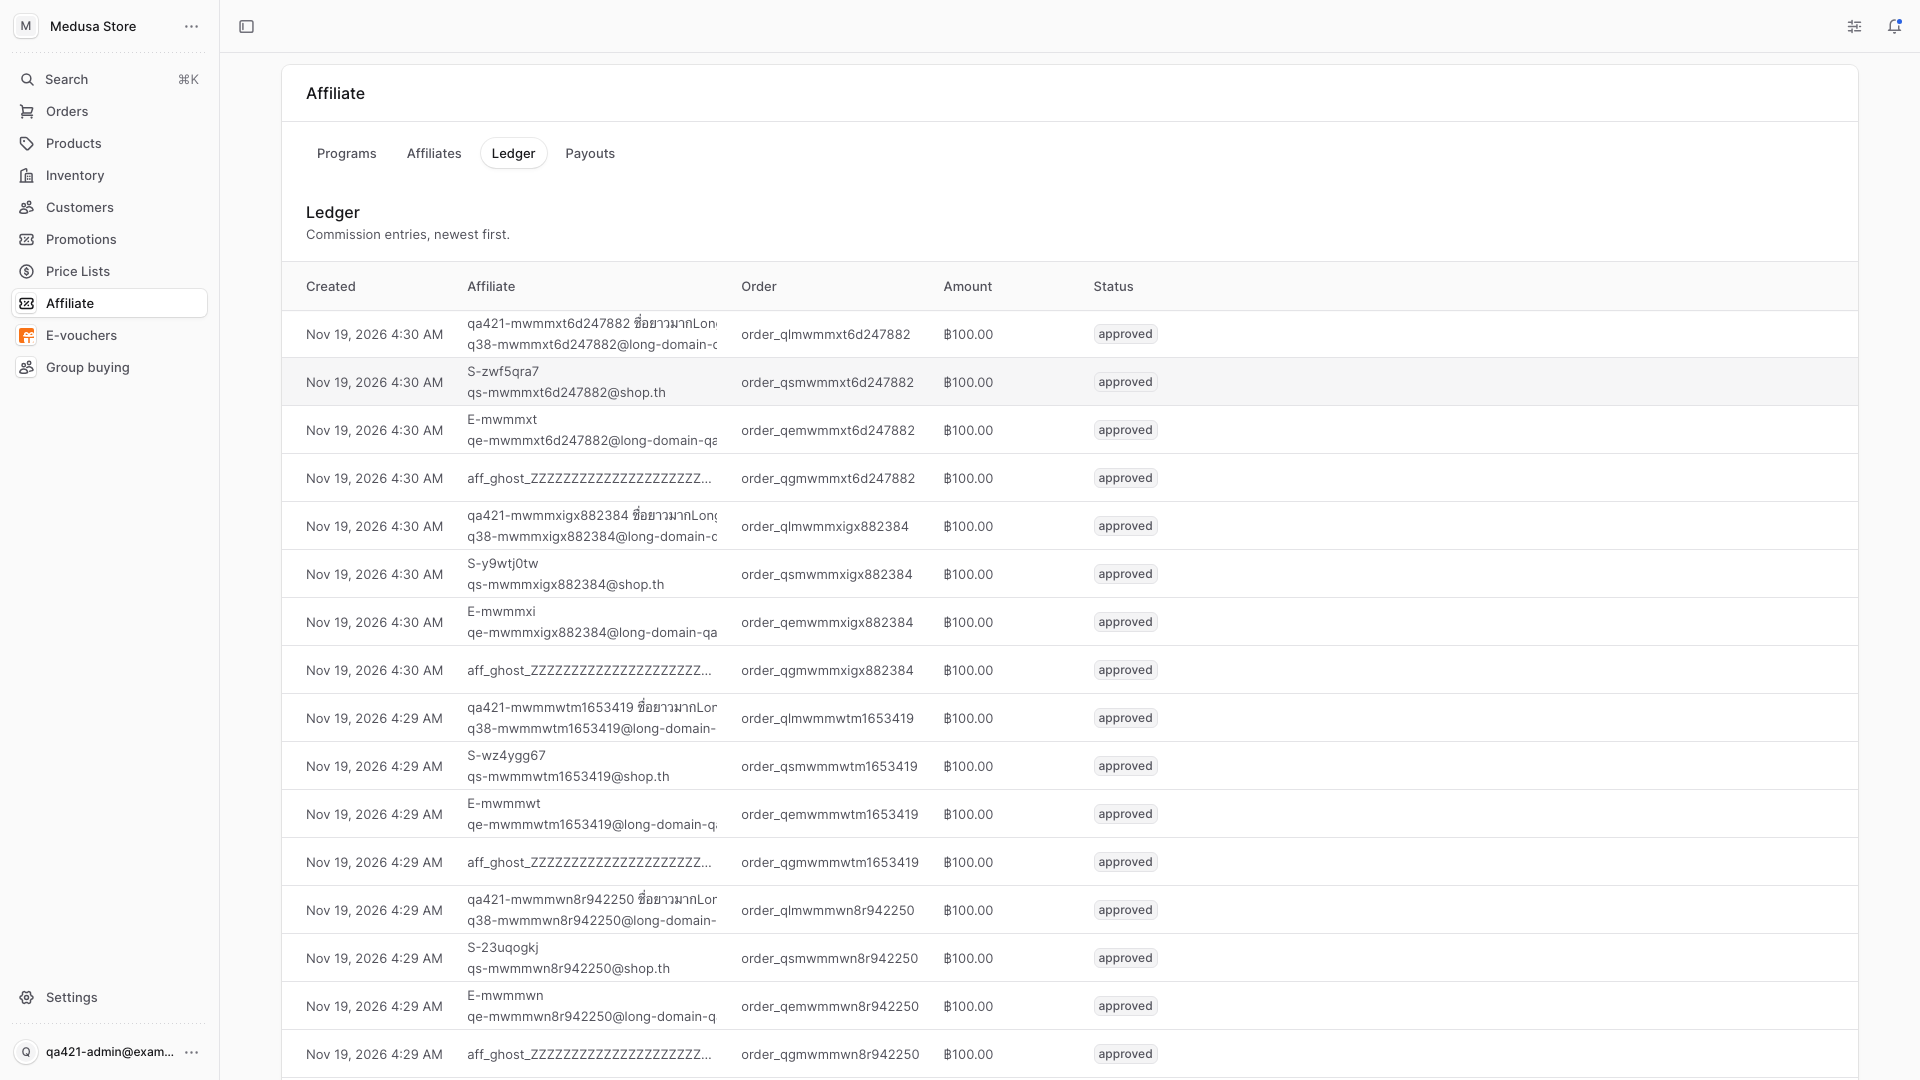 M Medusa Store
Search ⌘K
Orders
Products
Inventory
Customers
Promotions
Price Lists
Affiliate
E-vouchers
Group buying
Settings
Q qa421-admin@exam...
Affiliate
Programs Affiliates Ledger Payouts
Ledger
Commission entries, newest first.
Created Affiliate Order Amount Status
Nov 19, 2026 4:30 AM qa421-mwmmxt6d247882 ชื่อยาวมากLon order_qlmwmmxt6d247882 ฿100.00 approved
q38-mwmmxt6d247882@long-domain-
Nov 19, 2026 4:30 AM S-zwf5qra7 order_qsmwmmxt6d247882 ฿100.00 approved
qs-mwmmxt6d247882@shop.th
Nov 19, 2026 4:30 AM E-mwmmxt order_qemwmmxt6d247882 ฿100.00 approved
qe-mwmmxt6d247882@long-domain-qa
Nov 19, 2026 4:30 AM aff_ghost_ZZZZZZZZZZZZZZZZZZZZZ... order_qgmwmmxt6d247882 ฿100.00 approved
Nov 19, 2026 4:30 AM qa421-mwmmxigx882384 ชื่อยาวมากLon order_qlmwmmxigx882384 ฿100.00 approved
q38-mwmmxigx882384@long-domain-
Nov 19, 2026 4:30 AM S-y9wtj0tw order_qsmwmmxigx882384 ฿100.00 approved
qs-mwmmxigx882384@shop.th
Nov 19, 2026 4:30 AM E-mwmmxi order_qemwmmxigx882384 ฿100.00 approved
qe-mwmmxigx882384@long-domain-qa
Nov 19, 2026 4:30 AM aff_ghost_ZZZZZZZZZZZZZZZZZZZZZ... order_qgmwmmxigx882384 ฿100.00 approved
Nov 19, 2026 4:29 AM qa421-mwmmwtm1653419 ชื่อยาวมากLon order_qlmwmmwtm1653419 ฿100.00 approved
q38-mwmmwtm1653419@long-domain-
Nov 19, 2026 4:29 AM S-wz4ygg67 order_qsmwmmwtm1653419 ฿100.00 approved
qs-mwmmwtm1653419@shop.th
Nov 19, 2026 4:29 AM E-mwmmwt order_qemwmmwtm1653419 ฿100.00 approved
qe-mwmmwtm1653419@long-domain-q
Nov 19, 2026 4:29 AM aff_ghost_ZZZZZZZZZZZZZZZZZZZZZ... order_qgmwmmwtm1653419 ฿100.00 approved
Nov 19, 2026 4:29 AM qa421-mwmmwn8r942250 ชื่อยาวมากLon order_qlmwmmwn8r942250 ฿100.00 approved
q38-mwmmwn8r942250@long-domain-
Nov 19, 2026 4:29 AM S-23uqogkj order_qsmwmmwn8r942250 ฿100.00 approved
qs-mwmmwn8r942250@shop.th
Nov 19, 2026 4:29 AM E-mwmmwn order_qemwmmwn8r942250 ฿100.00 approved
qe-mwmmwn8r942250@long-domain-q
Nov 19, 2026 4:29 AM aff_ghost_ZZZZZZZZZZZZZZZZZZZZZ... order_qgmwmmwn8r942250 ฿100.00 approved